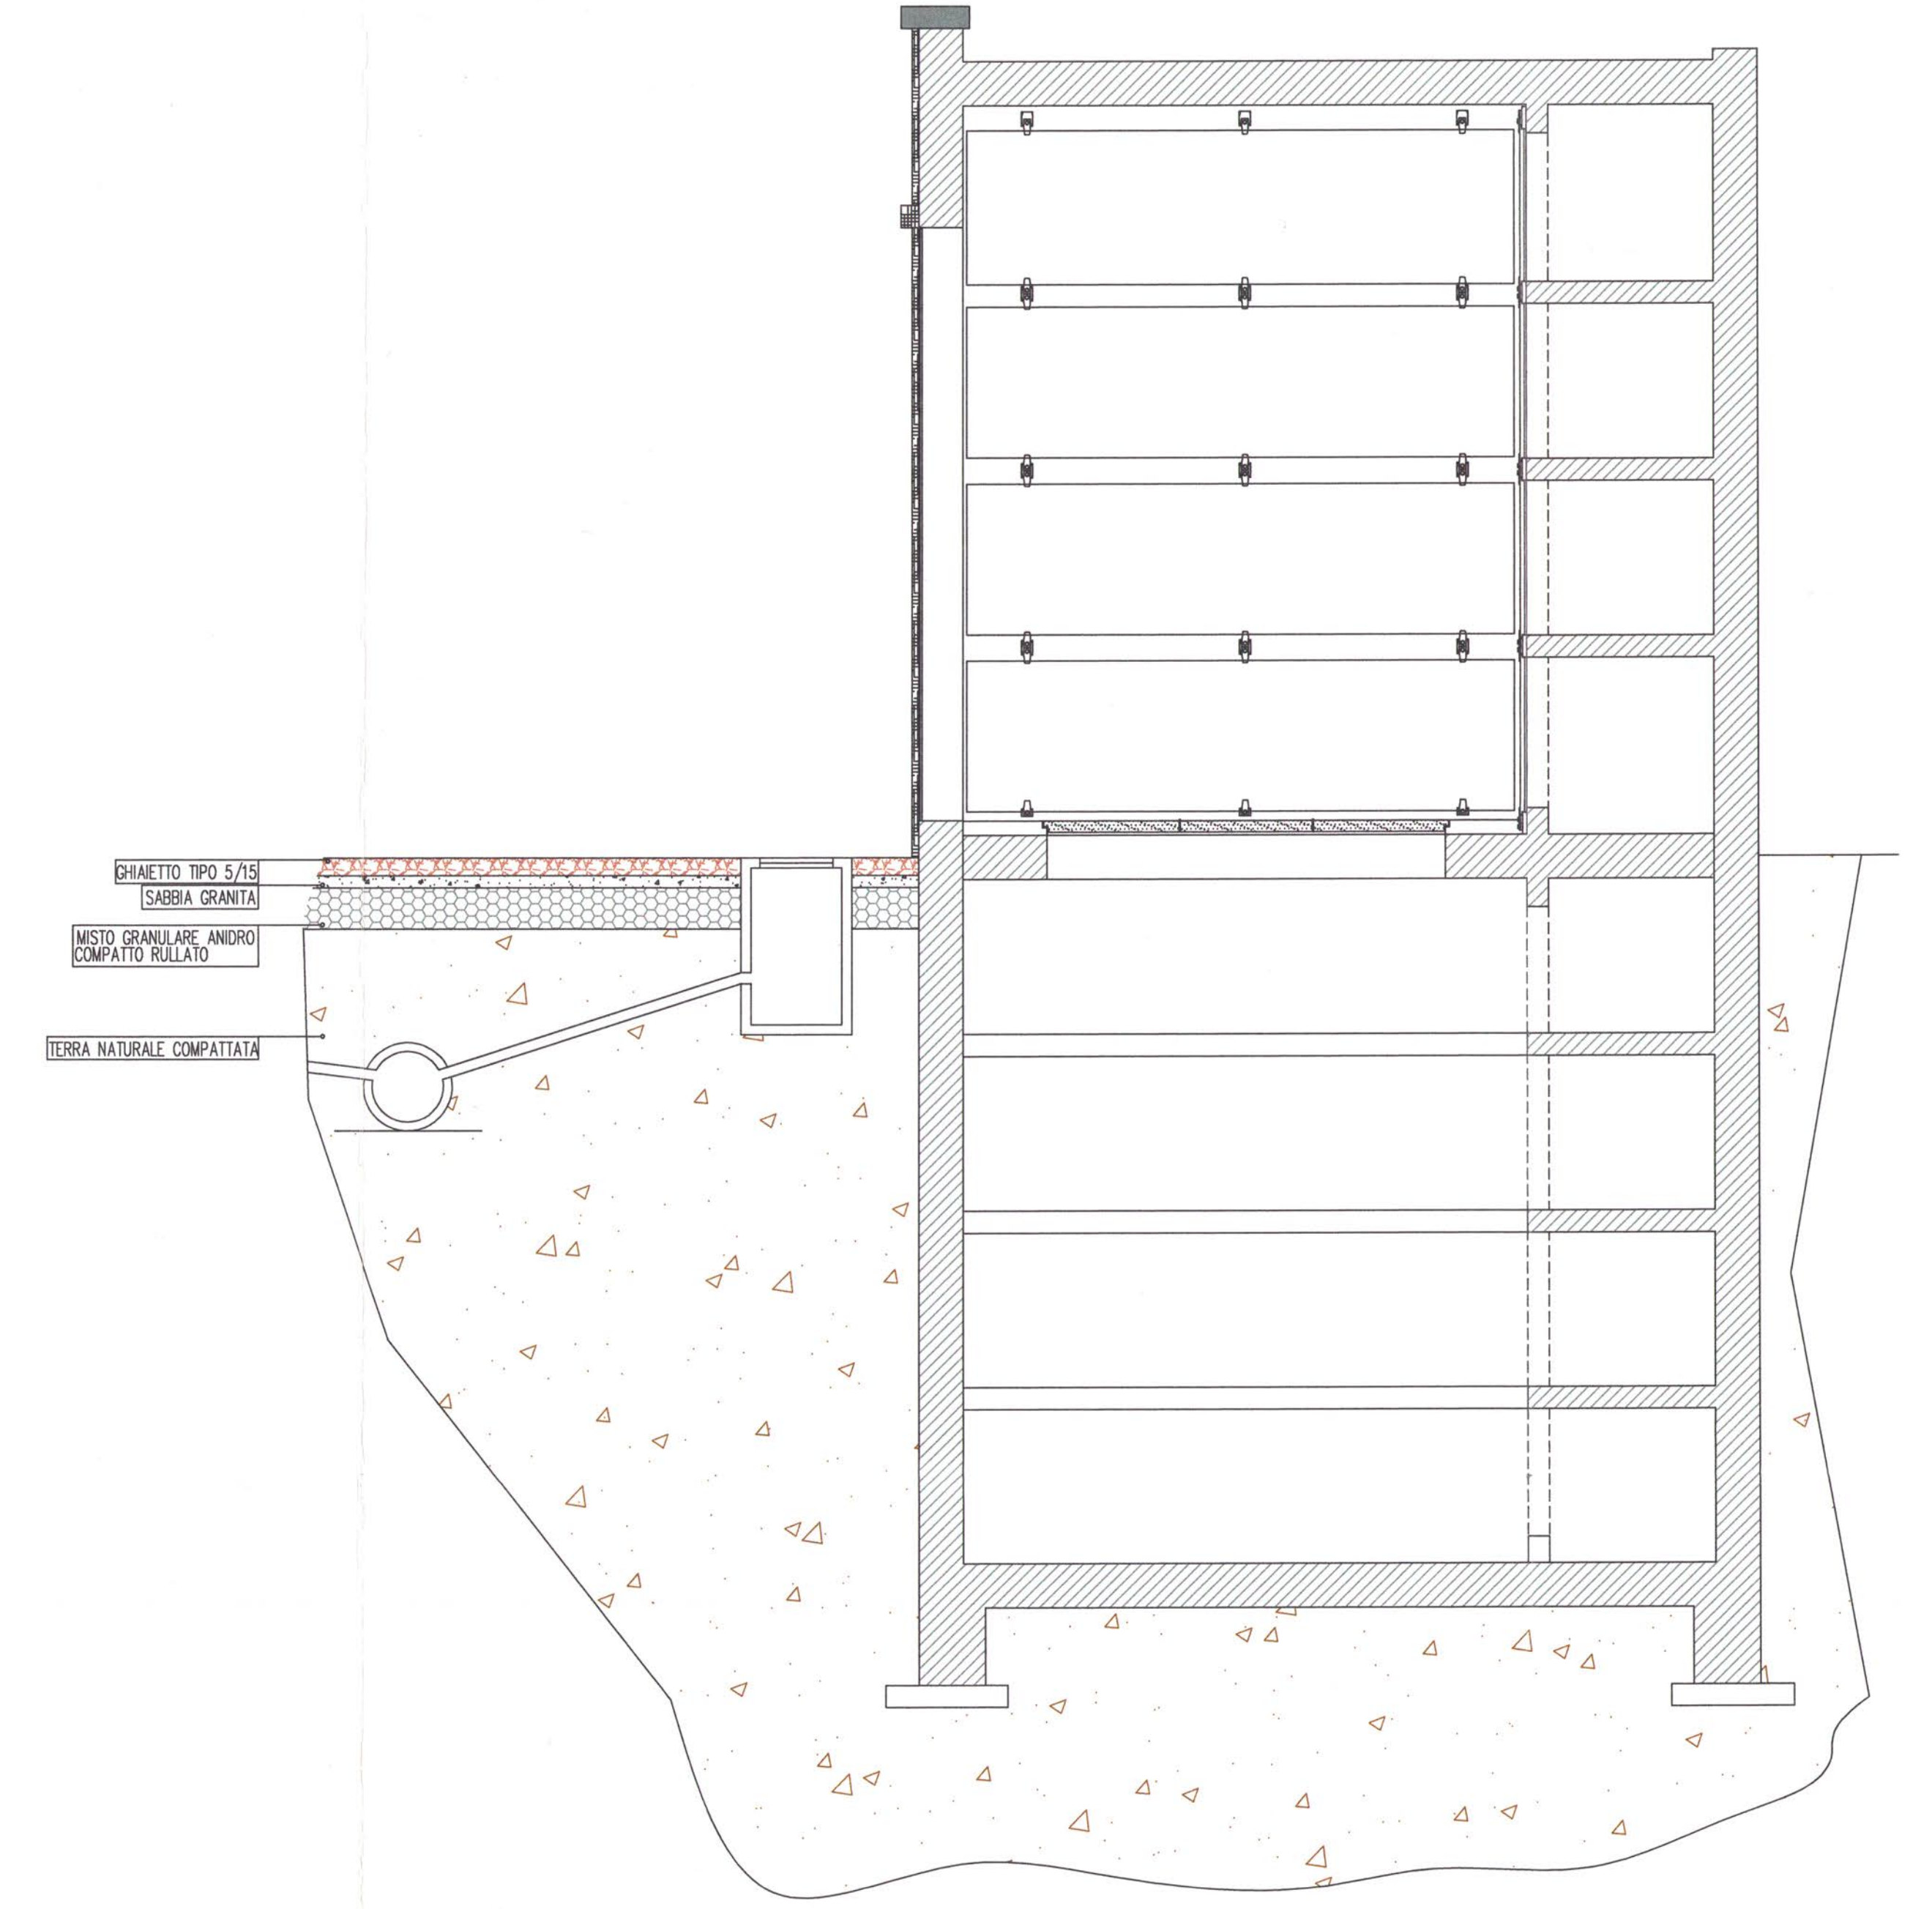 GHIAIETTO TIPO 5/15
SABBIA GRANITA
MISTO GRANULARE ANIDRO
COMPATTO RULLATO
TERRA NATURALE COMPATTATA